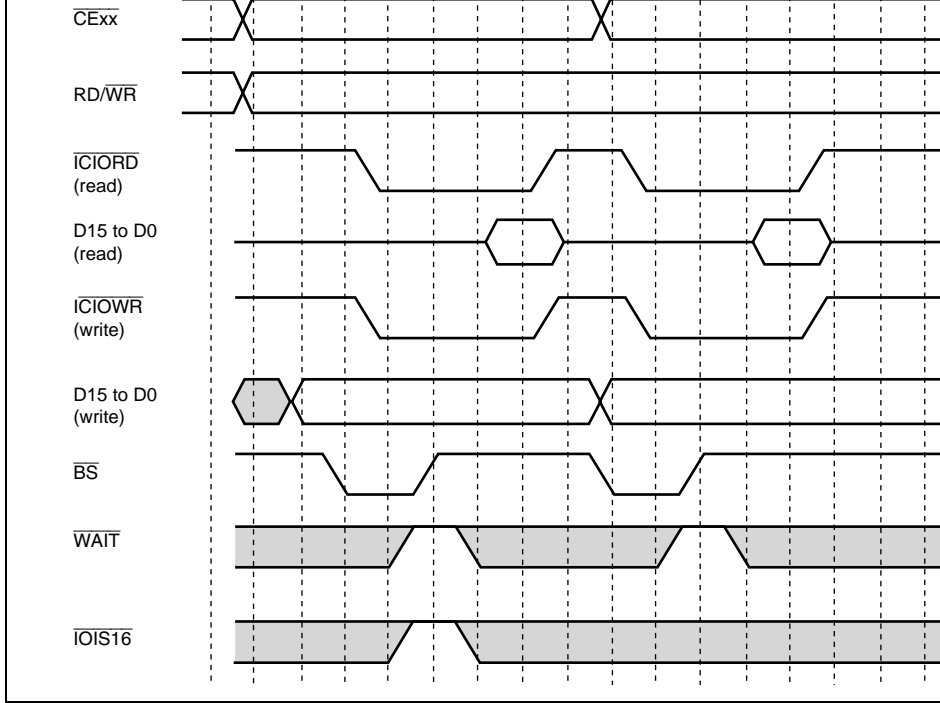 CExx
RD/WR
ICIORD
(read)
D15 to D0
(read)
ICIOWR
(write)
D15 to D0
(write)
BS
WAIT
IOIS16